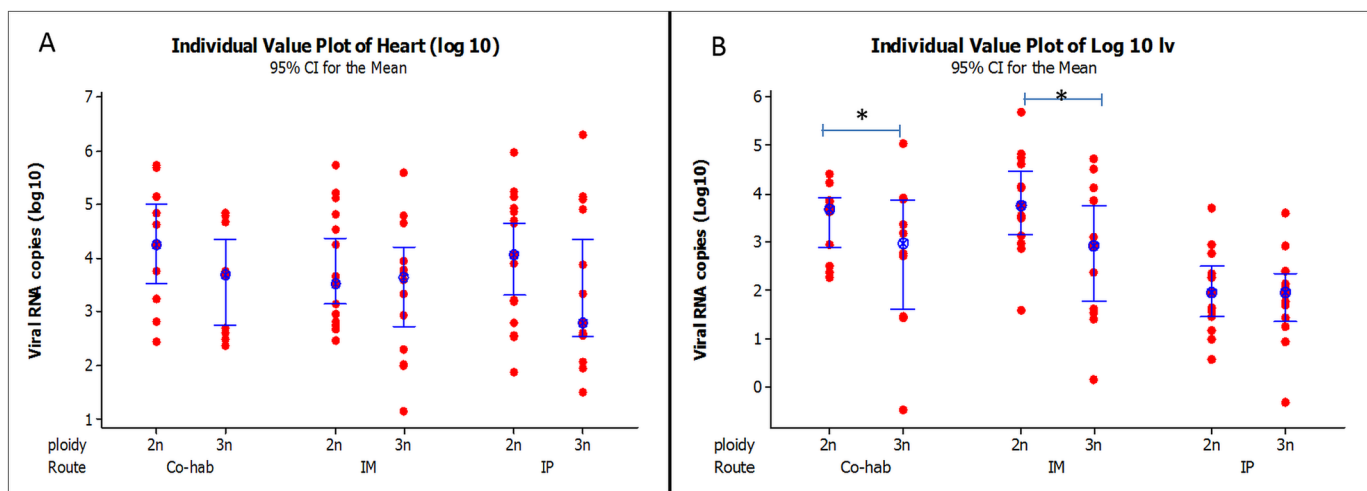 A
Individual Value Plot of Heart (log 10)
95% CI for the Mean
Viral RNA copies (log10)
7
6
5
4
3
2
1
ploidy 2n 3n 2n 3n 2n 3n
Route Co-hab IM IP
B
Individual Value Plot of Log 10 lv
95% CI for the Mean
Viral RNA copies (Log10)
6
5
4
3
2
1
0
* *
ploidy 2n 3n 2n 3n 2n 3n
Route Co-hab IM IP